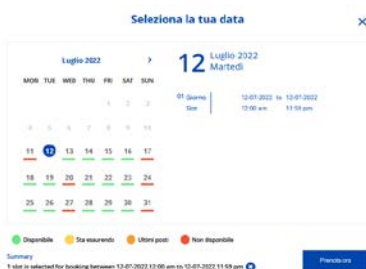 Seleziona la tua data
×
Luglio 2022 >
MON TUE WED THU FRI SAT SUN
1 2 3
4 5 6 7 8 9 10
11 12 13 14 15 16 17
18 19 20 21 22 23 24
25 26 27 28 29 30 31
12 Luglio 2022
Martedì
01 Giorno 12-07-2022 to 12-07-2022
Slot 12:00 am 11:59 pm
Disponibile Sta esaurendo Ultimi posti Non disponibile
Summary
1 slot is selected for booking between 12-07-2022 12:00 am to 12-07-2022 11:59 pm
Prenota ora